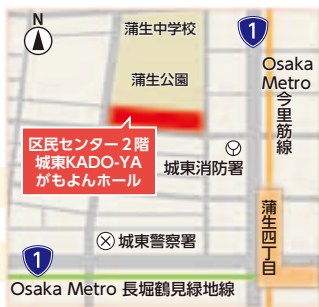 N
蒲生中学校
1
蒲生公園
Osaka
Metro
今里筋線
区民センター2階
城東KADO-YA
がもよんホール
城東消防署
蒲生四丁目
城東警察署
1
Osaka Metro 長堀鶴見緑地線